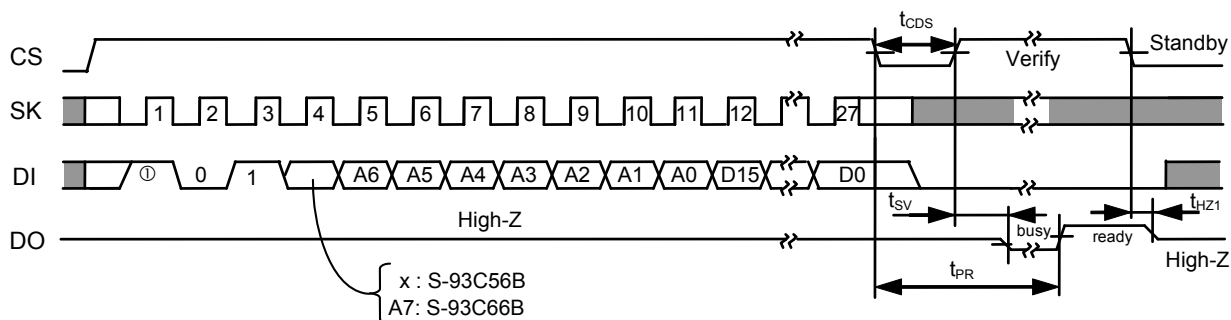 CS
tCDS
Verify
Standby
SK
1 2 3 4 5 6 7 8 9 10 11 12 27
DI
① 0 1 A6 A5 A4 A3 A2 A1 A0 D15 D0
High-Z
tSV
busy
ready
tHZ1
DO
High-Z
tPR
x : S-93C56B
A7: S-93C66B